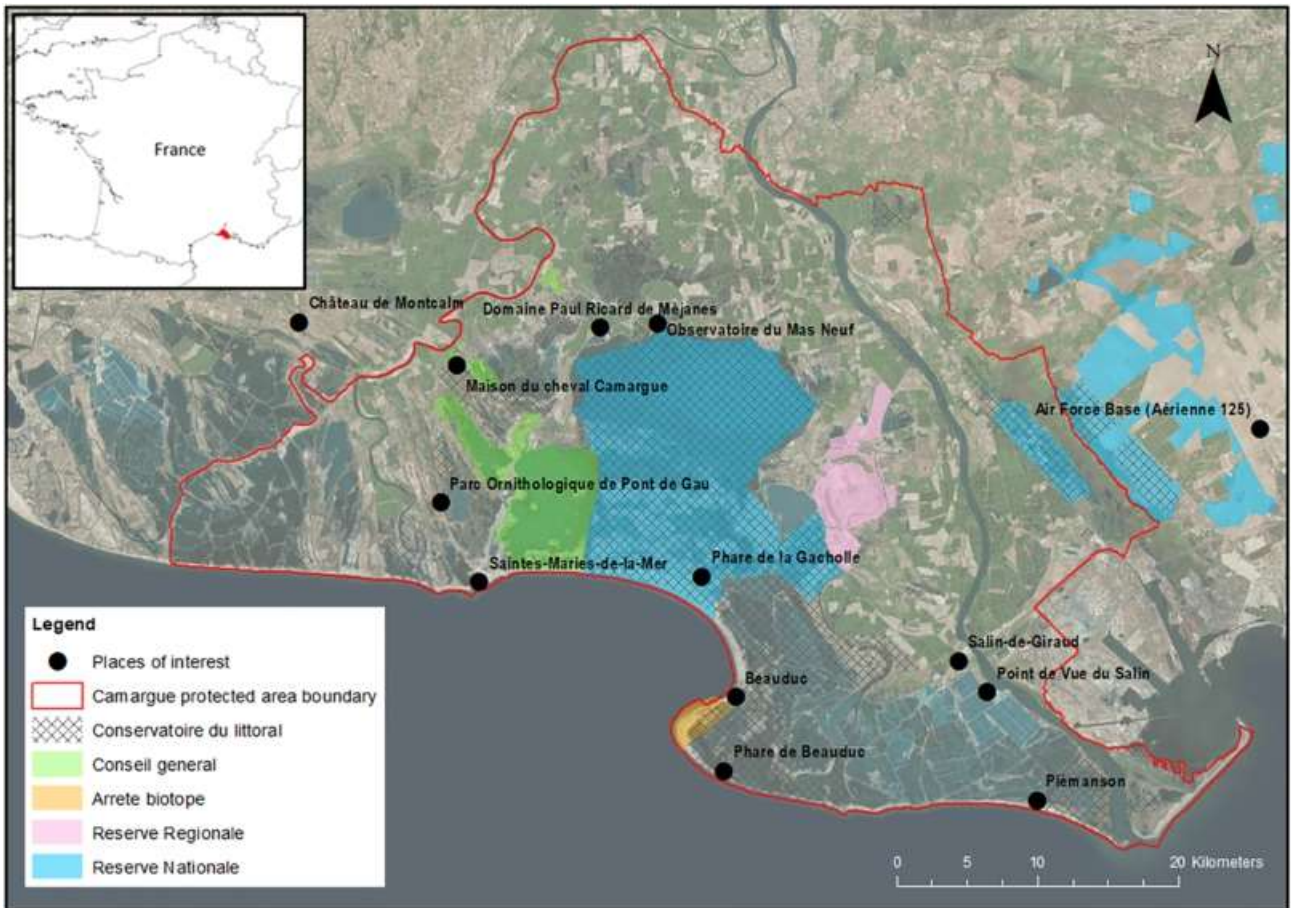 France
N
Château de Montcalm
Domaine Paul Ricard de Méjanes
Observatoire du Mas Neuf
Maison du cheval Camargue
Air Force Base (Aérienne 125)
Parc Ornithologique de Pont de Gau
Phare de la Gacholle
Saintes-Maries-de-la-Mer
Salin-de-Giraud
Point de Vue du Salin
Beauduc
Phare de Beauduc
Piémanson
Legend
Places of interest
Camargue protected area boundary
Conservatoire du littoral
Conseil general
Arrete biotope
Reserve Regionale
Reserve Nationale
0 5 10 20 Kilometers